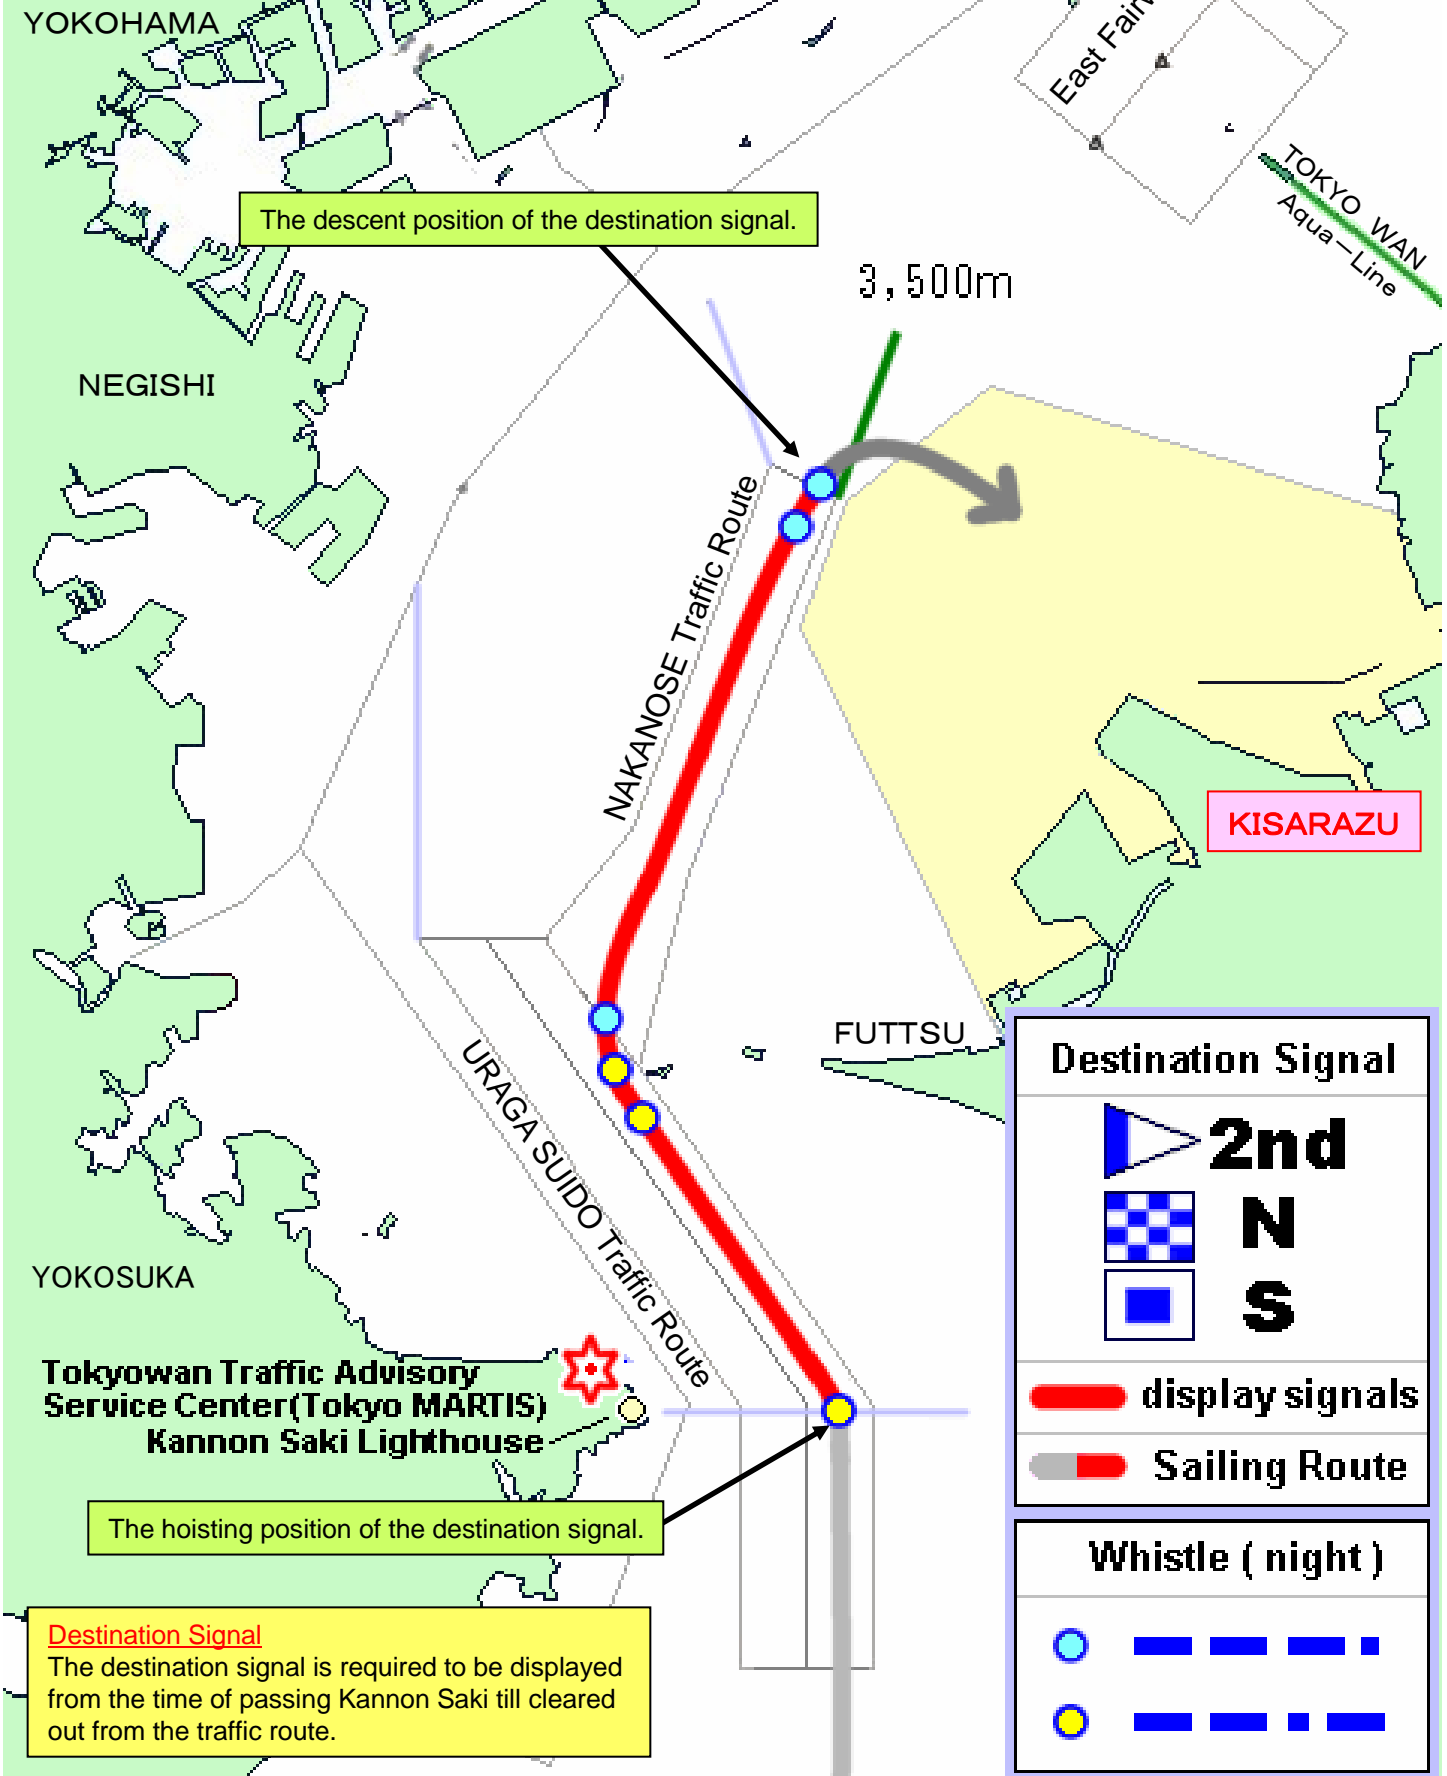 YOKOHAMA
East Fairw
TOKYO WAN
Aqua－Line
The descent position of the destination signal.
3,500m
NEGISHI
NAKANOSE Traffic Route
KISARAZU
FUTTSU
URAGA SUIDO Traffic Route
YOKOSUKA
Tokyowan Traffic Advisory
Service Center(Tokyo MARTIS)
Kannon Saki Lighthouse
The hoisting position of the destination signal.
Destination Signal
The destination signal is required to be displayed
from the time of passing Kannon Saki till cleared
out from the traffic route.
Destination Signal
2nd
N
S
display signals
Sailing Route
Whistle ( night )